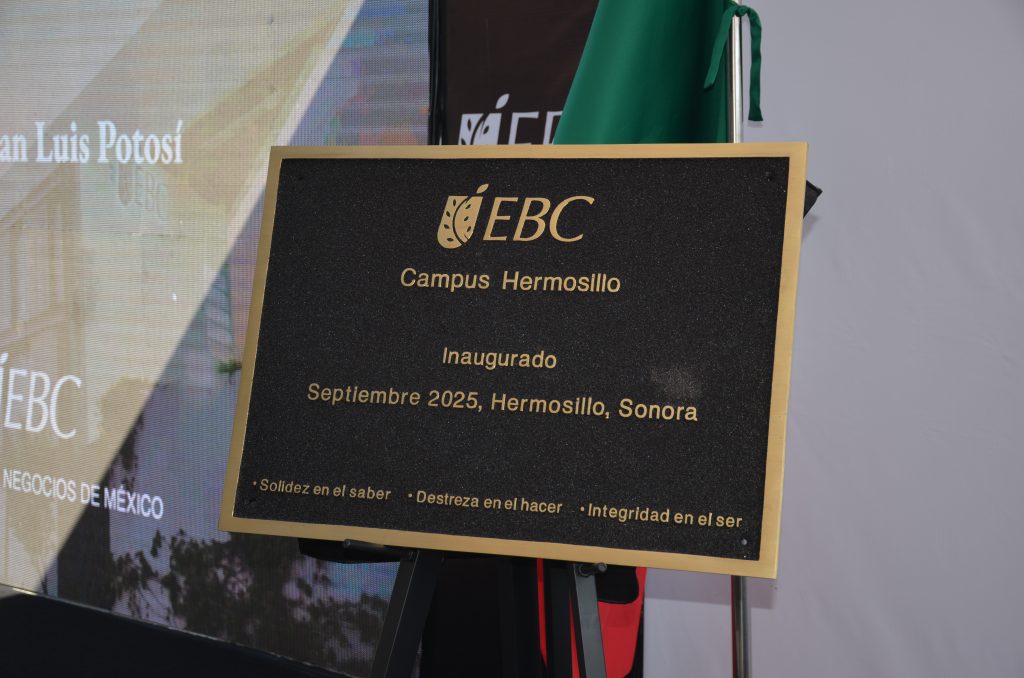 an Luis Potosí
EBC
EBC
NEGOCIOS DE MÉXICO
EBC
Campus Hermosillo
Inaugurado
Septiembre 2025, Hermosillo, Sonora
• Solidez en el saber • Destreza en el hacer • Integridad en el ser